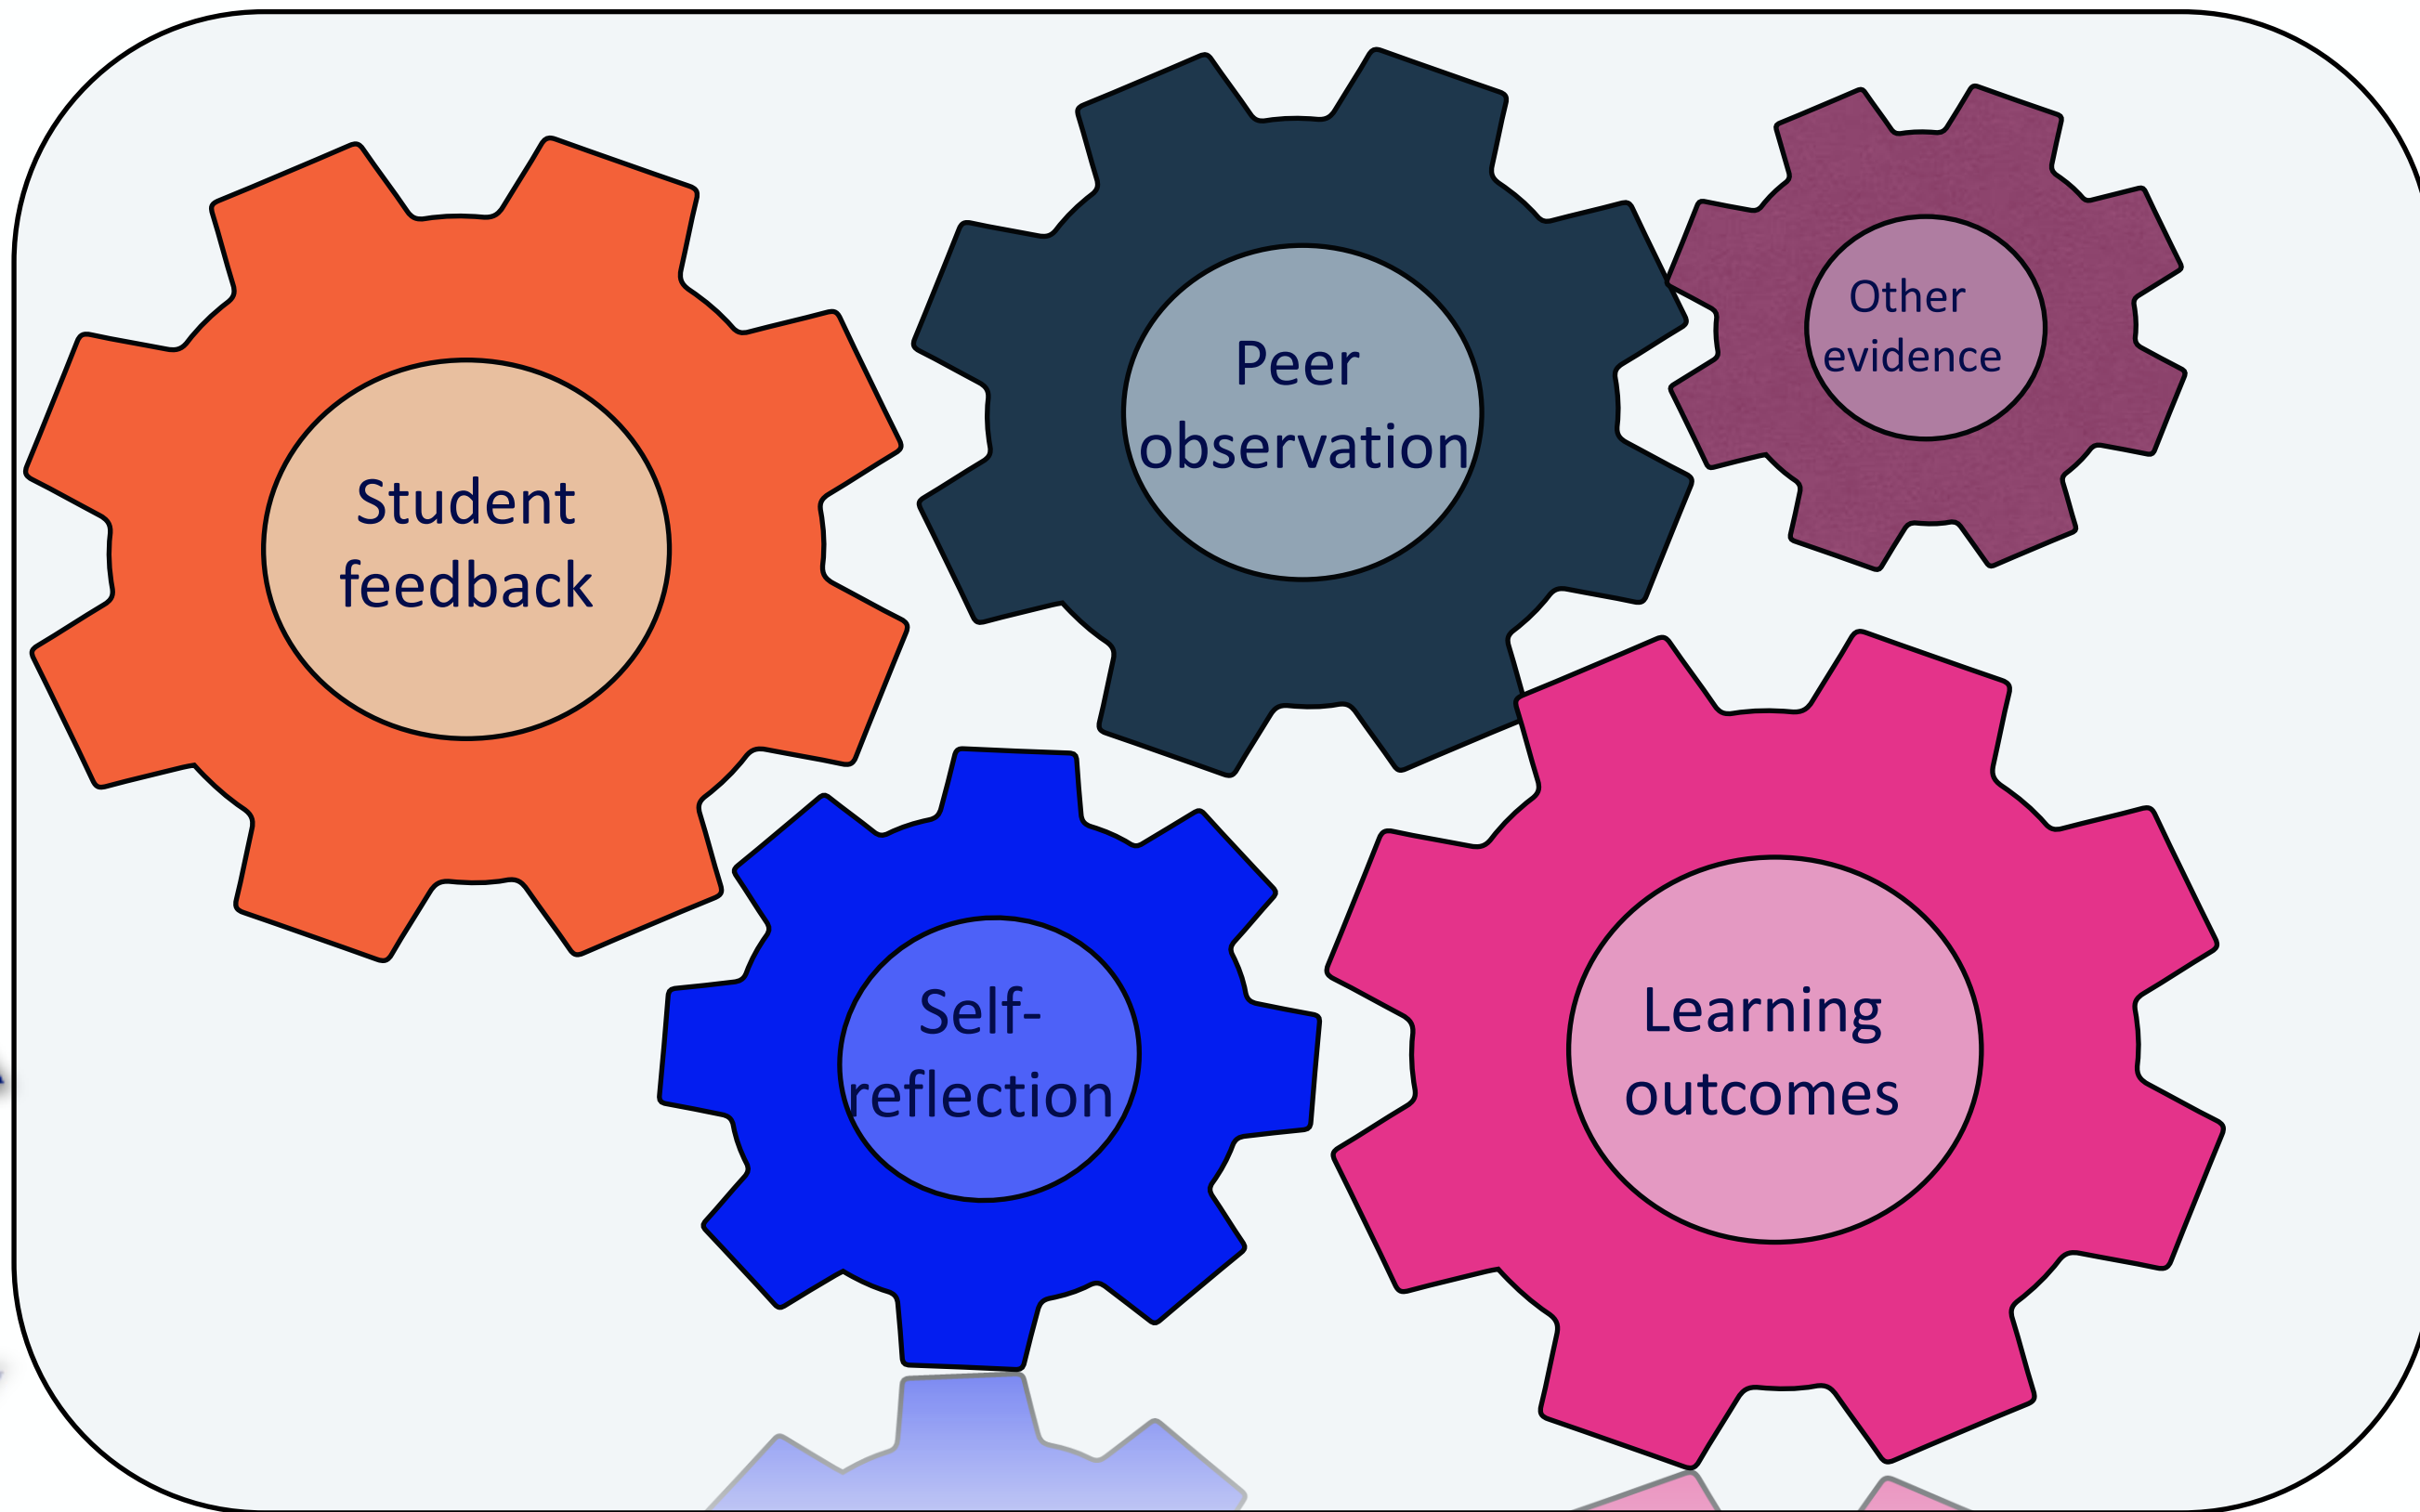 Student
feedback
Peer
observation
Other
evidence
Self-
reflection
Learning
outcomes